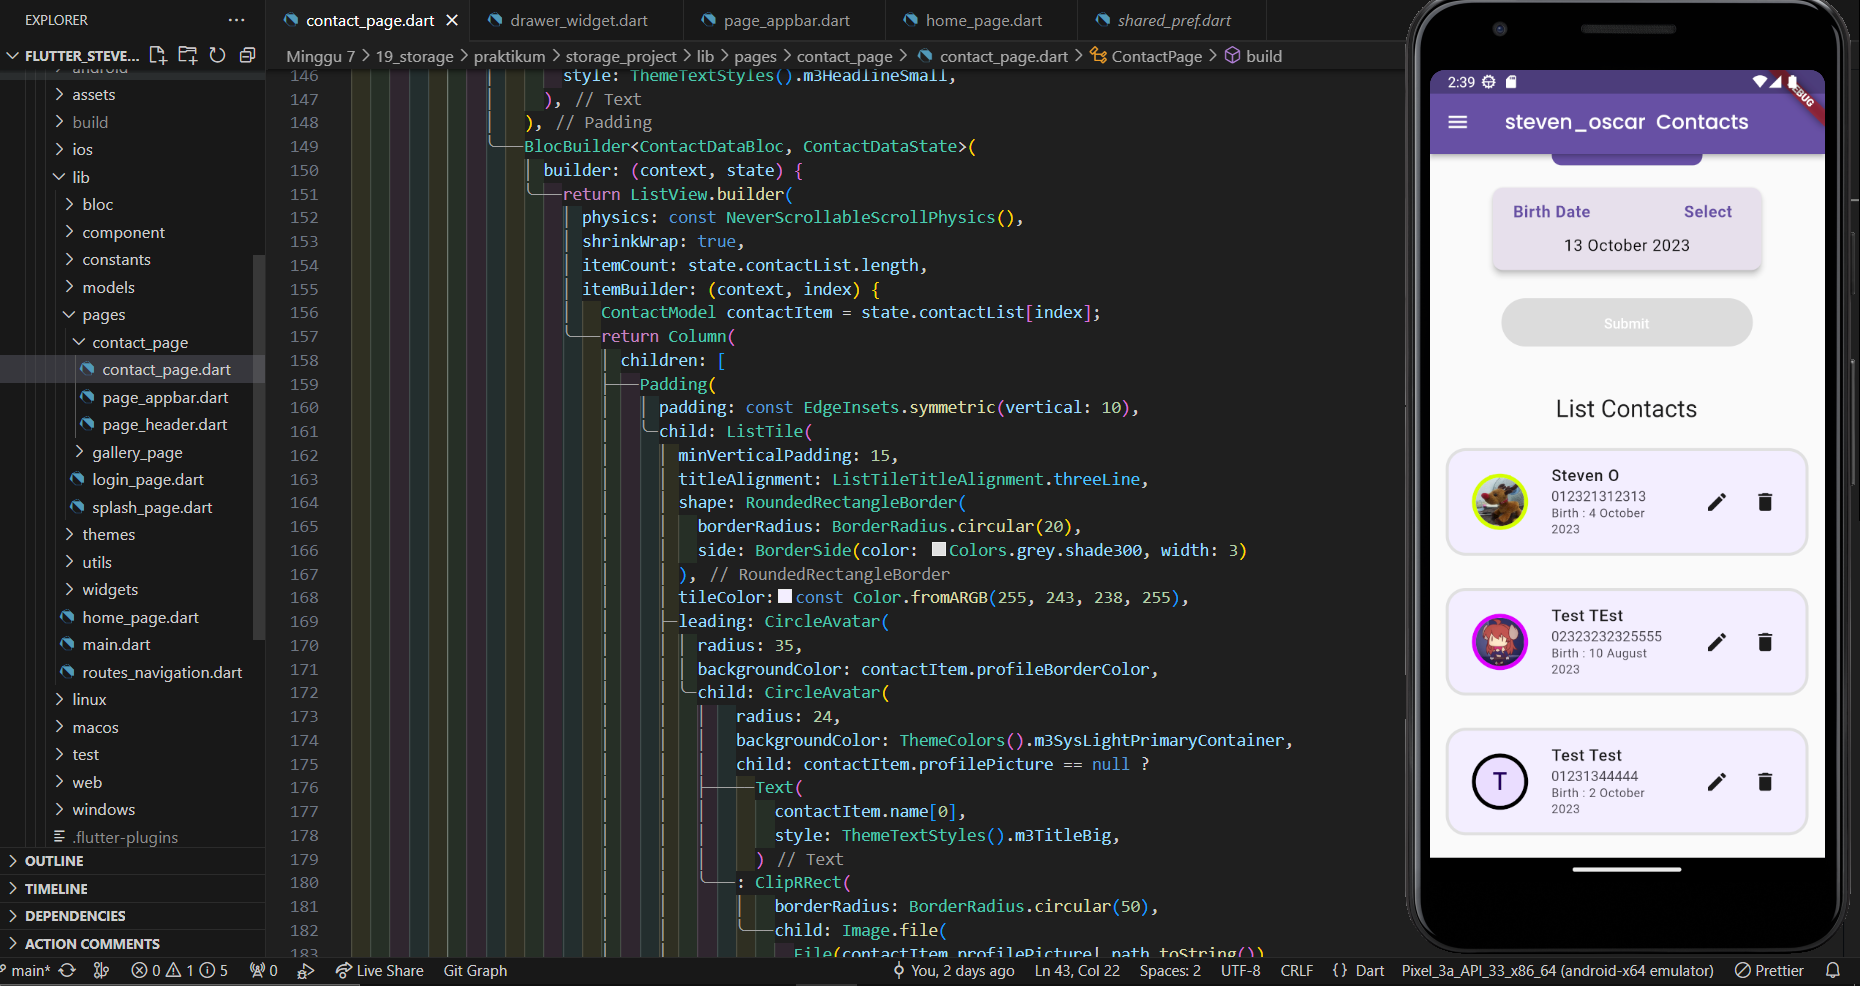 EXPLORER
FLUTTER_STEVE...
android
assets
build
ios
lib
bloc
component
constants
models
pages
contact_page
contact_page.dart
page_appbar.dart
page_header.dart
gallery_page
login_page.dart
splash_page.dart
themes
utils
widgets
home_page.dart
main.dart
routes_navigation.dart
linux
macos
test
web
windows
.flutter-plugins
OUTLINE
TIMELINE
DEPENDENCIES
ACTION COMMENTS
contact_page.dart
drawer_widget.dart
page_appbar.dart
home_page.dart
shared_pref.dart
Minggu 7 > 19_storage > praktikum > storage_project > lib > pages > contact_page > contact_page.dart > ContactPage > build
146 style: ThemeTextStyles().m3HeadlineSmall,
147 ), // Text
148 ), // Padding
149 BlocBuilder<ContactDataBloc, ContactDataState>(
150 builder: (context, state) {
151 return ListView.builder(
152 physics: const NeverScrollableScrollPhysics(),
153 shrinkWrap: true,
154 itemCount: state.contactList.length,
155 itemBuilder: (context, index) {
156 ContactModel contactItem = state.contactList[index];
157 return Column(
158 children: [
159 Padding(
160 padding: const EdgeInsets.symmetric(vertical: 10),
161 child: ListTile(
162 minVerticalPadding: 15,
163 titleAlignment: ListTileTitleAlignment.threeLine,
164 shape: RoundedRectangleBorder(
165 borderRadius: BorderRadius.circular(20),
166 side: BorderSide(color: Colors.grey.shade300, width: 3)
167 ), // RoundedRectangleBorder
168 tileColor: const Color.fromARGB(255, 243, 238, 255),
169 leading: CircleAvatar(
170 radius: 35,
171 backgroundColor: contactItem.profileBorderColor,
172 child: CircleAvatar(
173 radius: 24,
174 backgroundColor: ThemeColors().m3SysLightPrimaryContainer,
175 child: contactItem.profilePicture == null ?
176 Text(
177 contactItem.name[0],
178 style: ThemeTextStyles().m3TitleBig,
179 ) // Text
180 : ClipRRect(
181 borderRadius: BorderRadius.circular(50),
182 child: Image.file(
183 File(contactItem.profilePicture!.path.toString())
2:39
DEBUG
steven_oscar Contacts
Birth Date Select
13 October 2023
Submit
List Contacts
Steven O
012321312313
Birth : 4 October
2023
Test TEst
02323232325555
Birth : 10 August
2023
T
Test Test
01231344444
Birth : 2 October
2023
main* 0 1 5 0 Live Share Git Graph You, 2 days ago Ln 43, Col 22 Spaces: 2 UTF-8 CRLF {} Dart Pixel_3a_API_33_x86_64 (android-x64 emulator) Prettier